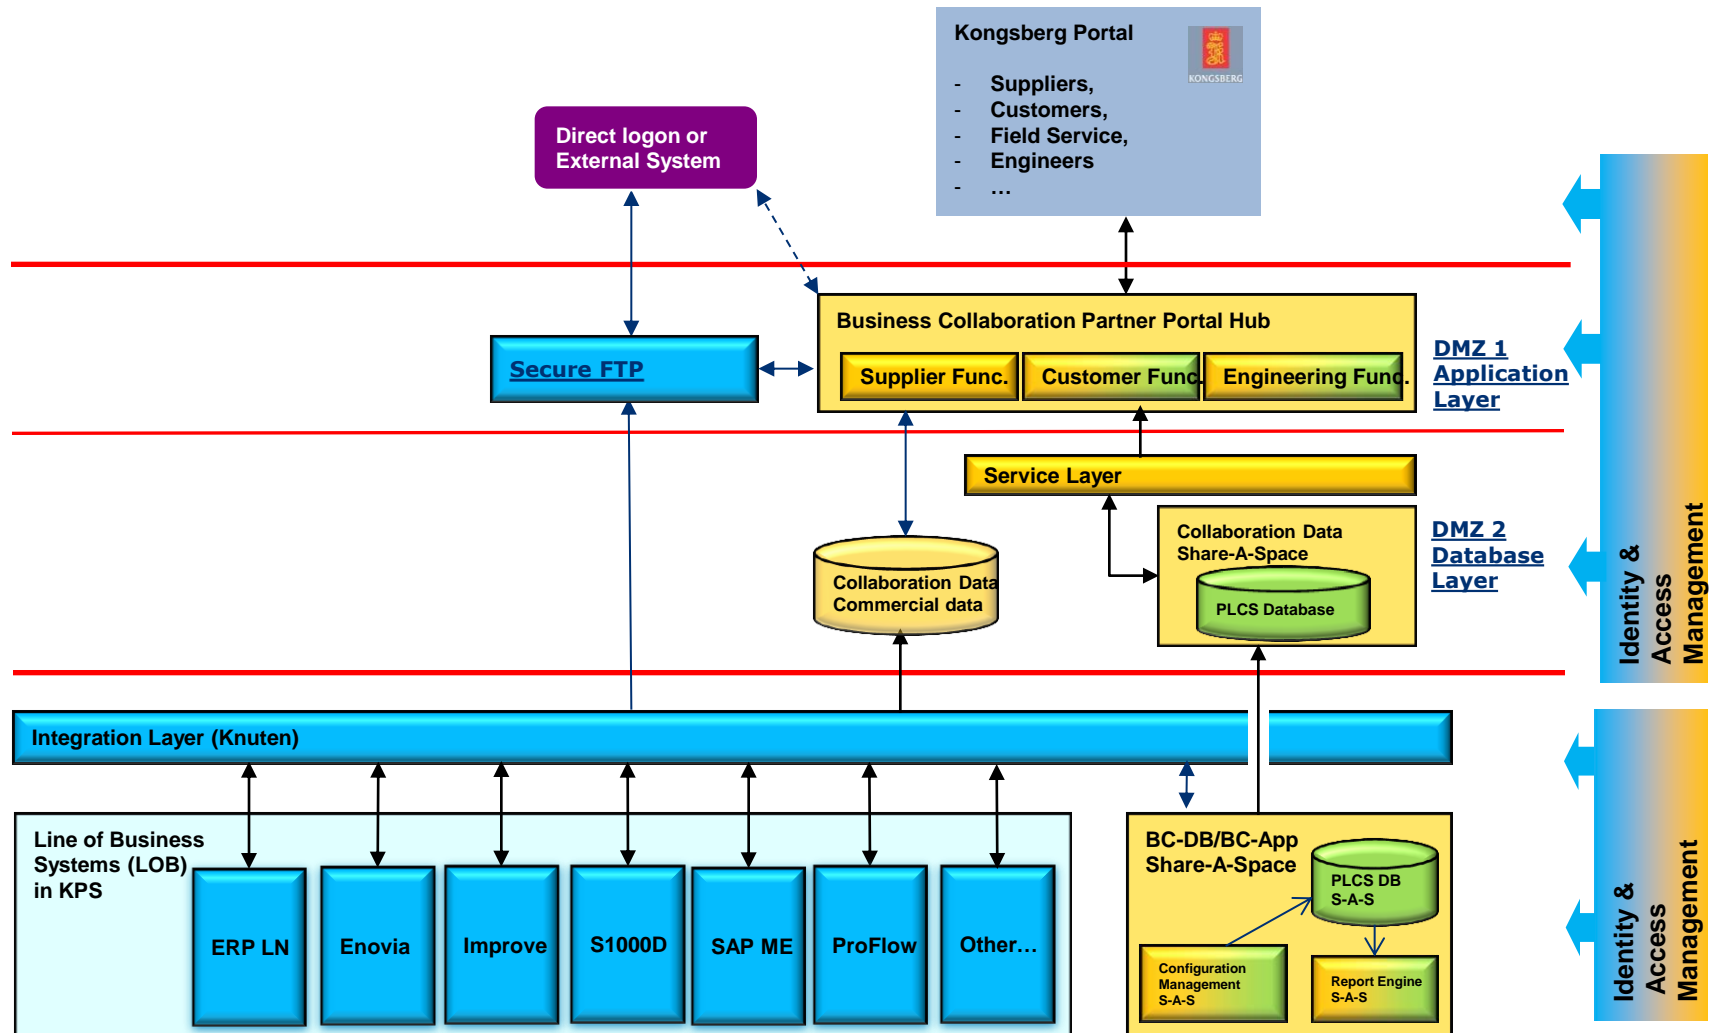 Kongsberg Portal
KONGSBERG
- Suppliers,
- Customers,
- Field Service,
- Engineers
- …
Direct logon or
External System
Business Collaboration Partner Portal Hub
Secure FTP
Supplier Func.
Customer Func.
Engineering Func.
DMZ 1
Application
Layer
Service Layer
Collaboration Data
Share-A-Space
PLCS Database
DMZ 2
Database
Layer
Collaboration Data
Commercial data
Identity &
Access
Management
Integration Layer (Knuten)
Line of Business
Systems (LOB)
in KPS
ERP LN
Enovia
Improve
S1000D
SAP ME
ProFlow
Other…
BC-DB/BC-App
Share-A-Space
PLCS DB
S-A-S
Configuration
Management
S-A-S
Report Engine
S-A-S
Identity &
Access
Management